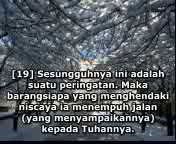 [19] Sesungguhnya ini adalah
suatu peringatan. Maka
barangsiapa yang menghendaki
niscaya ia menempuh jalan
(yang menyampaikannya)
kepada Tuhannya.